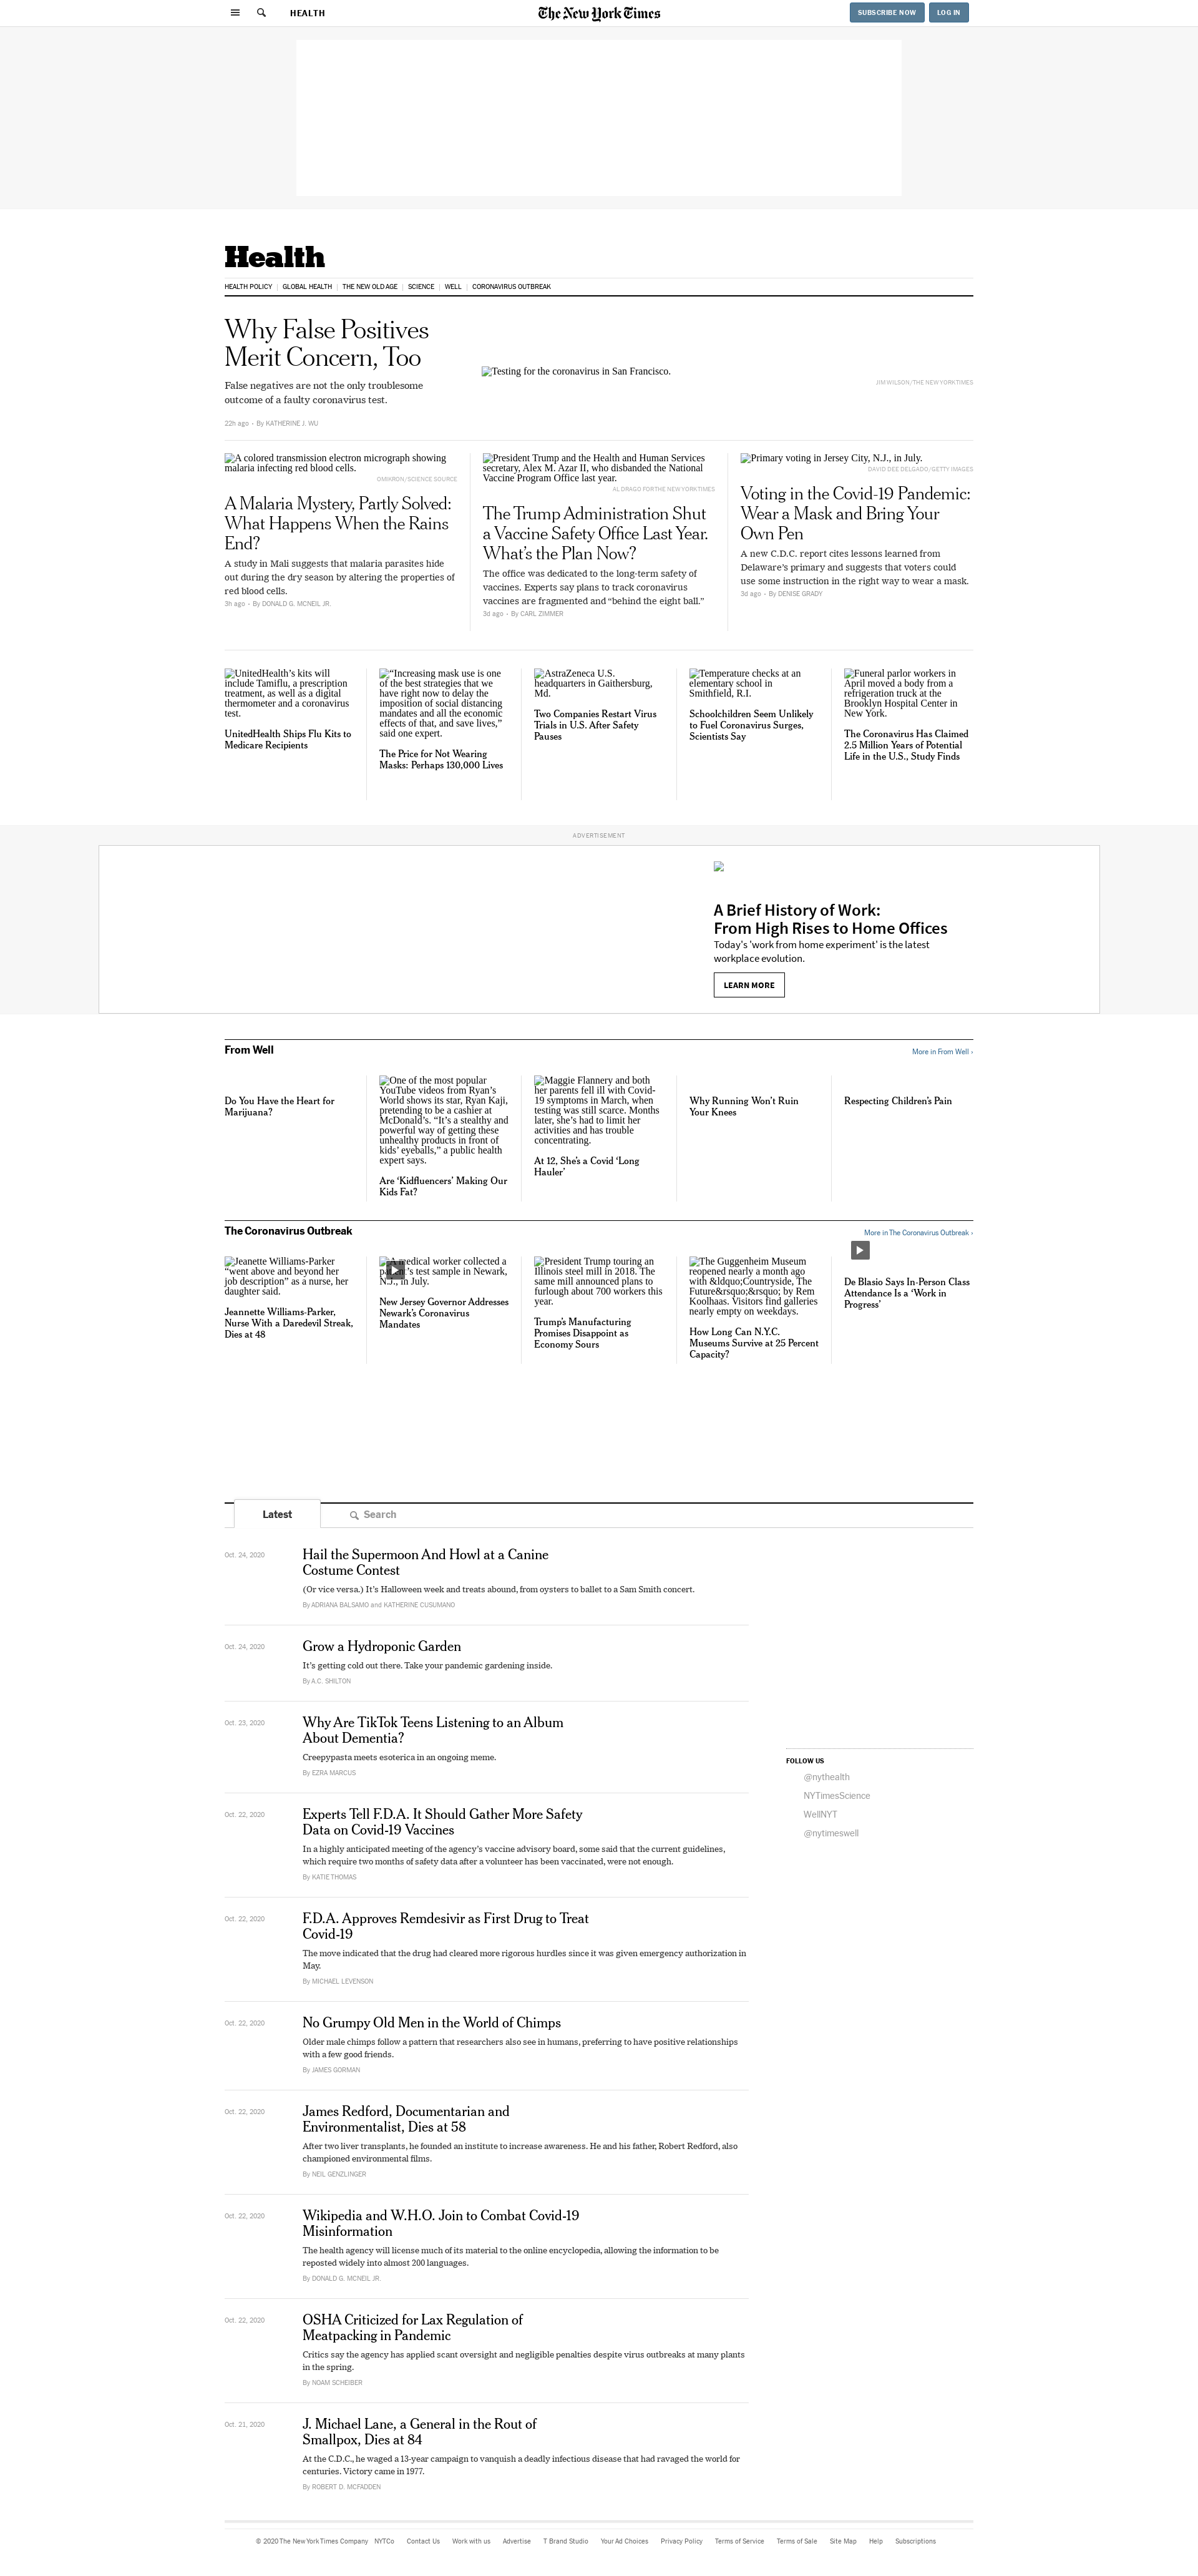 HEALTH
The New York Times
SUBSCRIBE NOW
LOG IN
Health
HEALTH POLICY | GLOBAL HEALTH | THE NEW OLD AGE | SCIENCE | WELL | CORONAVIRUS OUTBREAK
Why False Positives
Merit Concern, Too
False negatives are not the only troublesome
outcome of a faulty coronavirus test.
22h ago • By KATHERINE J. WU
Testing for the coronavirus in San Francisco.
JIM WILSON/THE NEW YORK TIMES
A colored transmission electron micrograph showing
malaria infecting red blood cells.
OMIKRON/SCIENCE SOURCE
A Malaria Mystery, Partly Solved:
What Happens When the Rains
End?
A study in Mali suggests that malaria parasites hide
out during the dry season by altering the properties of
red blood cells.
3h ago • By DONALD G. MCNEIL JR.
President Trump and the Health and Human Services
secretary, Alex M. Azar II, who disbanded the National
Vaccine Program Office last year.
AL DRAGO FOR THE NEW YORK TIMES
The Trump Administration Shut
a Vaccine Safety Office Last Year.
What’s the Plan Now?
The office was dedicated to the long-term safety of
vaccines. Experts say plans to track coronavirus
vaccines are fragmented and “behind the eight ball.”
3d ago • By CARL ZIMMER
Primary voting in Jersey City, N.J., in July.
DAVID DEE DELGADO/GETTY IMAGES
Voting in the Covid-19 Pandemic:
Wear a Mask and Bring Your
Own Pen
A new C.D.C. report cites lessons learned from
Delaware’s primary and suggests that voters could
use some instruction in the right way to wear a mask.
3d ago • By DENISE GRADY
UnitedHealth’s kits will
include Tamiflu, a prescription
treatment, as well as a digital
thermometer and a coronavirus
test.
UnitedHealth Ships Flu Kits to
Medicare Recipients
“Increasing mask use is one
of the best strategies that we
have right now to delay the
imposition of social distancing
mandates and all the economic
effects of that, and save lives,”
said one expert.
The Price for Not Wearing
Masks: Perhaps 130,000 Lives
AstraZeneca U.S.
headquarters in Gaithersburg,
Md.
Two Companies Restart Virus
Trials in U.S. After Safety
Pauses
Temperature checks at an
elementary school in
Smithfield, R.I.
Schoolchildren Seem Unlikely
to Fuel Coronavirus Surges,
Scientists Say
Funeral parlor workers in
April moved a body from a
refrigeration truck at the
Brooklyn Hospital Center in
New York.
The Coronavirus Has Claimed
2.5 Million Years of Potential
Life in the U.S., Study Finds
ADVERTISEMENT
A Brief History of Work:
From High Rises to Home Offices
Today's 'work from home experiment' is the latest
workplace evolution.
LEARN MORE
From Well
More in From Well ›
Do You Have the Heart for
Marijuana?
One of the most popular
YouTube videos from Ryan’s
World shows its star, Ryan Kaji,
pretending to be a cashier at
McDonald’s. “It’s a stealthy and
powerful way of getting these
unhealthy products in front of
kids’ eyeballs,” a public health
expert says.
Are ‘Kidfluencers’ Making Our
Kids Fat?
Maggie Flannery and both
her parents fell ill with Covid-
19 symptoms in March, when
testing was still scarce. Months
later, she’s had to limit her
activities and has trouble
concentrating.
At 12, She’s a Covid ‘Long
Hauler’
Why Running Won’t Ruin
Your Knees
Respecting Children’s Pain
The Coronavirus Outbreak
More in The Coronavirus Outbreak ›
Jeanette Williams-Parker
“went above and beyond her
job description” as a nurse, her
daughter said.
Jeannette Williams-Parker,
Nurse With a Daredevil Streak,
Dies at 48
A medical worker collected a
patient’s test sample in Newark,
N.J., in July.
New Jersey Governor Addresses
Newark’s Coronavirus
Mandates
President Trump touring an
Illinois steel mill in 2018. The
same mill announced plans to
furlough about 700 workers this
year.
Trump’s Manufacturing
Promises Disappoint as
Economy Sours
The Guggenheim Museum
reopened nearly a month ago
with &ldquo;Countryside, The
Future&rsquo;&rsquo; by Rem
Koolhaas. Visitors find galleries
nearly empty on weekdays.
How Long Can N.Y.C.
Museums Survive at 25 Percent
Capacity?
De Blasio Says In-Person Class
Attendance Is a ‘Work in
Progress’
Latest
Search
Oct. 24, 2020
Hail the Supermoon And Howl at a Canine
Costume Contest
(Or vice versa.) It’s Halloween week and treats abound, from oysters to ballet to a Sam Smith concert.
By ADRIANA BALSAMO and KATHERINE CUSUMANO
Oct. 24, 2020
Grow a Hydroponic Garden
It’s getting cold out there. Take your pandemic gardening inside.
By A.C. SHILTON
Oct. 23, 2020
Why Are TikTok Teens Listening to an Album
About Dementia?
Creepypasta meets esoterica in an ongoing meme.
By EZRA MARCUS
Oct. 22, 2020
Experts Tell F.D.A. It Should Gather More Safety
Data on Covid-19 Vaccines
In a highly anticipated meeting of the agency’s vaccine advisory board, some said that the current guidelines,
which require two months of safety data after a volunteer has been vaccinated, were not enough.
By KATIE THOMAS
Oct. 22, 2020
F.D.A. Approves Remdesivir as First Drug to Treat
Covid-19
The move indicated that the drug had cleared more rigorous hurdles since it was given emergency authorization in
May.
By MICHAEL LEVENSON
Oct. 22, 2020
No Grumpy Old Men in the World of Chimps
Older male chimps follow a pattern that researchers also see in humans, preferring to have positive relationships
with a few good friends.
By JAMES GORMAN
Oct. 22, 2020
James Redford, Documentarian and
Environmentalist, Dies at 58
After two liver transplants, he founded an institute to increase awareness. He and his father, Robert Redford, also
championed environmental films.
By NEIL GENZLINGER
Oct. 22, 2020
Wikipedia and W.H.O. Join to Combat Covid-19
Misinformation
The health agency will license much of its material to the online encyclopedia, allowing the information to be
reposted widely into almost 200 languages.
By DONALD G. MCNEIL JR.
Oct. 22, 2020
OSHA Criticized for Lax Regulation of
Meatpacking in Pandemic
Critics say the agency has applied scant oversight and negligible penalties despite virus outbreaks at many plants
in the spring.
By NOAM SCHEIBER
Oct. 21, 2020
J. Michael Lane, a General in the Rout of
Smallpox, Dies at 84
At the C.D.C., he waged a 13-year campaign to vanquish a deadly infectious disease that had ravaged the world for
centuries. Victory came in 1977.
By ROBERT D. MCFADDEN
FOLLOW US
@nythealth
NYTimesScience
WellNYT
@nytimeswell
© 2020 The New York Times Company NYTCo Contact Us Work with us Advertise T Brand Studio Your Ad Choices Privacy Policy Terms of Service Terms of Sale Site Map Help Subscriptions